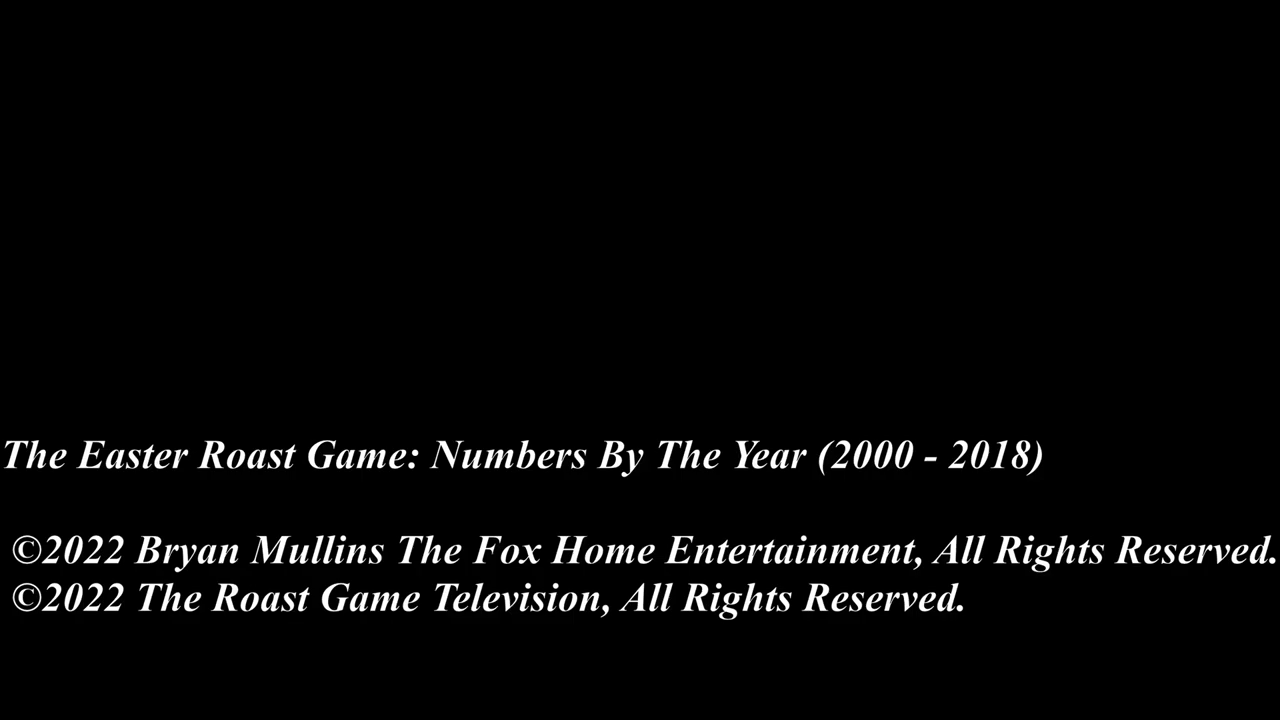 The Easter Roast Game: Numbers By The Year (2000 - 2018)
©2022 Bryan Mullins The Fox Home Entertainment, All Rights Reserved.
©2022 The Roast Game Television, All Rights Reserved.